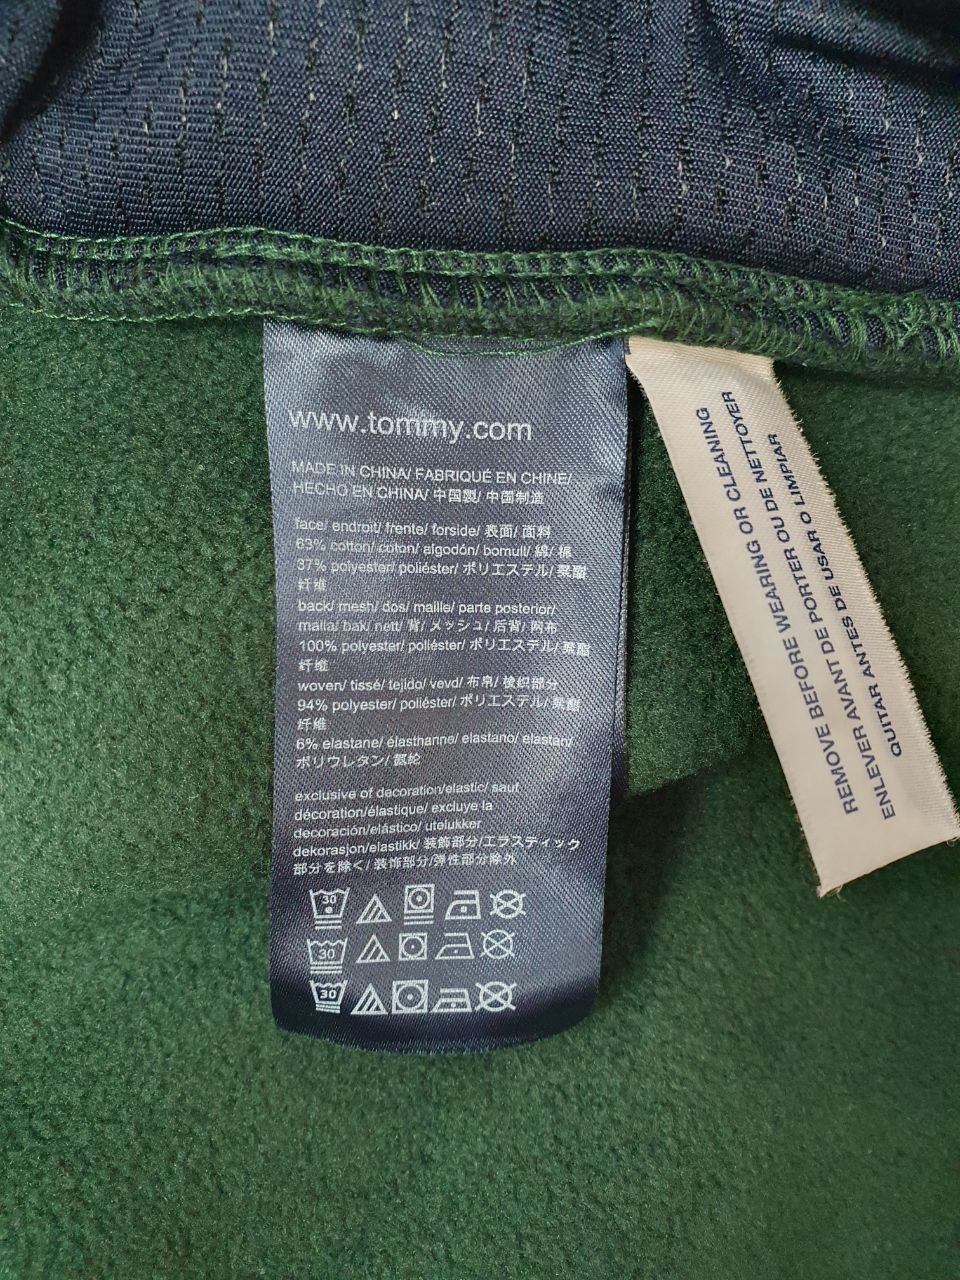 www.tommy.com
MADE IN CHINA/ FABRIQUÉ EN CHINE/
HECHO EN CHINA/ 中国製/ 中国制造
face/ endroit/ frente/ forside/ 表面/ 面料
63% cotton/ coton/ algodón/ bomull/ 綿/ 棉
37% polyester/ poliéster/ ポリエステル/ 聚酯
纤维
back/ mesh/ dos/ maille/ parte posterior/
malla/ bak/ nett/ 背/ メッシュ/ 后背/ 网布
100% polyester/ poliéster/ ポリエステル/ 聚酯
纤维
woven/ tissé/ tejido/ vevd/ 布帛/ 梭织部分
94% polyester/ poliéster/ ポリエステル/ 聚酯
纤维
6% elastane/ élasthanne/ elastano/ elastan/
ポリウレタン/ 氨纶
exclusive of decoration/elastic/ sauf
décoration/élastique/ excluye la
decoración/elástico/ utelukker
dekorasjon/elastikk/ 装飾部分/エラスティック
部分を除く/ 装饰部分/弹性部分除外
30
30
30
REMOVE BEFORE WEARING OR CLEANING
ENLEVER AVANT DE PORTER OU DE NETTOYER
QUITAR ANTES DE USAR O LIMPIAR